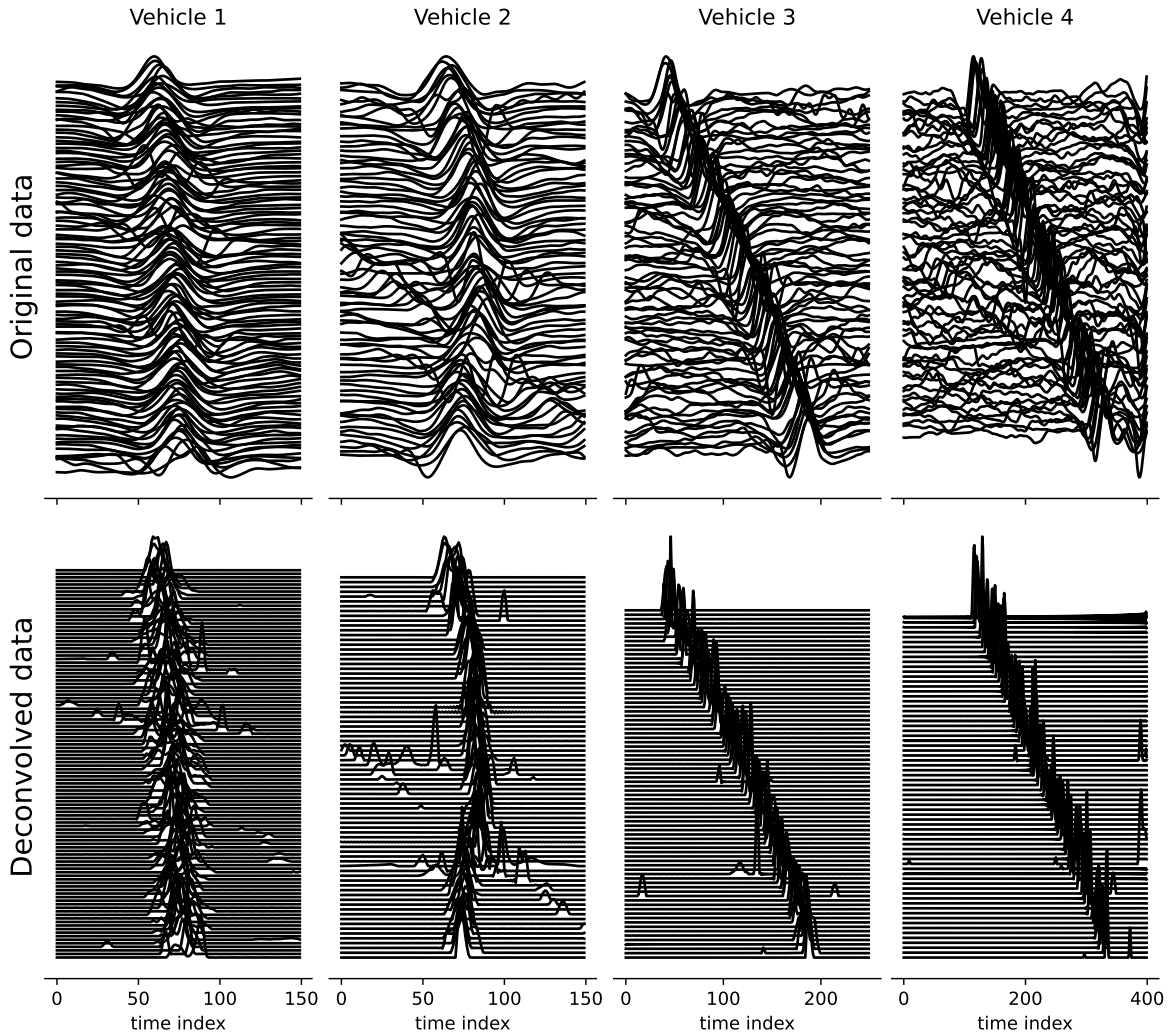 Vehicle 1 Vehicle 2 Vehicle 3 Vehicle 4
Original data
Deconvolved data
0 50 100 150 0 50 100 150 0 100 200 0 200 400
time index time index time index time index